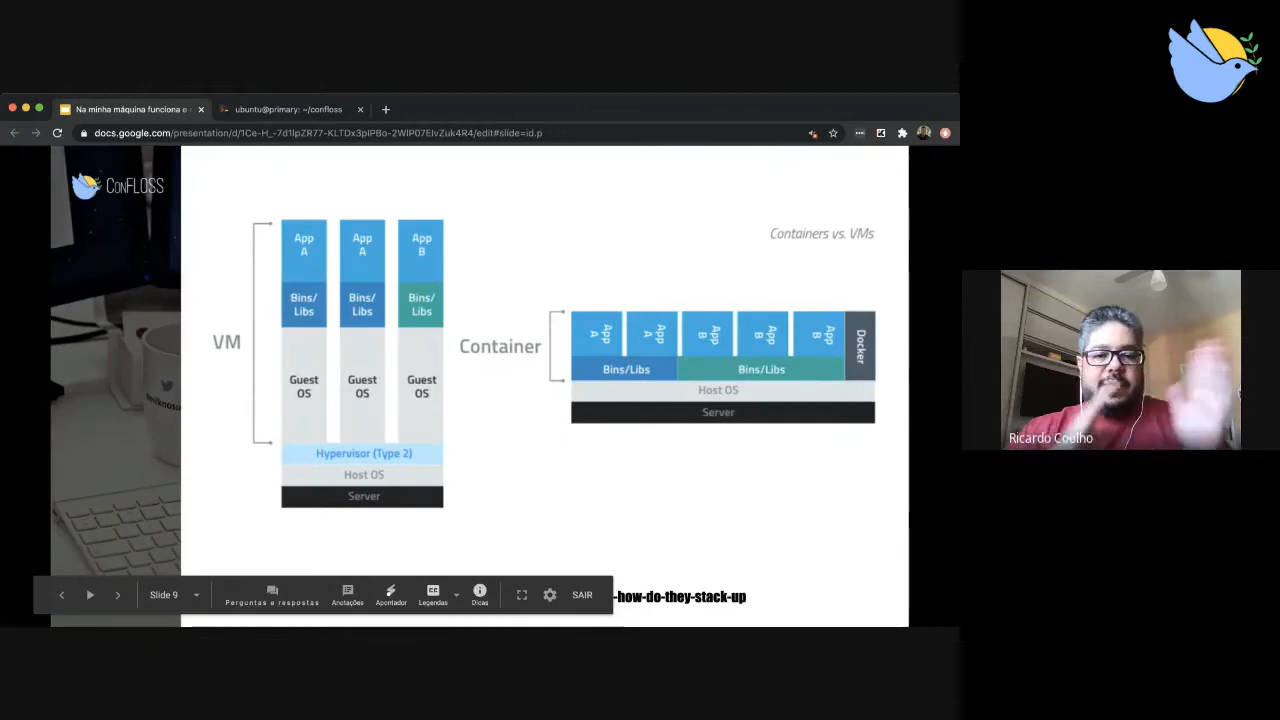 Na minha máquina funciona e
ubuntu@primary: ~/confloss
docs.google.com/presentation/d/1Ce-H_-7d1lpZR77-KLTDx3pIPBo-2WIP07EIvZuk4R4/edit#slide=id.p
ConFLOSS
Containers vs. VMs
VM
App
A
App
A
App
B
Bins/
Libs
Bins/
Libs
Bins/
Libs
Guest
OS
Guest
OS
Guest
OS
Hypervisor (Type 2)
Host OS
Server
Container
App
A
App
A
App
B
App
B
App
B
Docker
Bins/Libs
Bins/Libs
Host OS
Server
Ricardo Coulho
Slide 9
Perguntas e respostas
Anotações
Apontador
Legendas
Dicas
SAIR
-how-do-they-stack-up